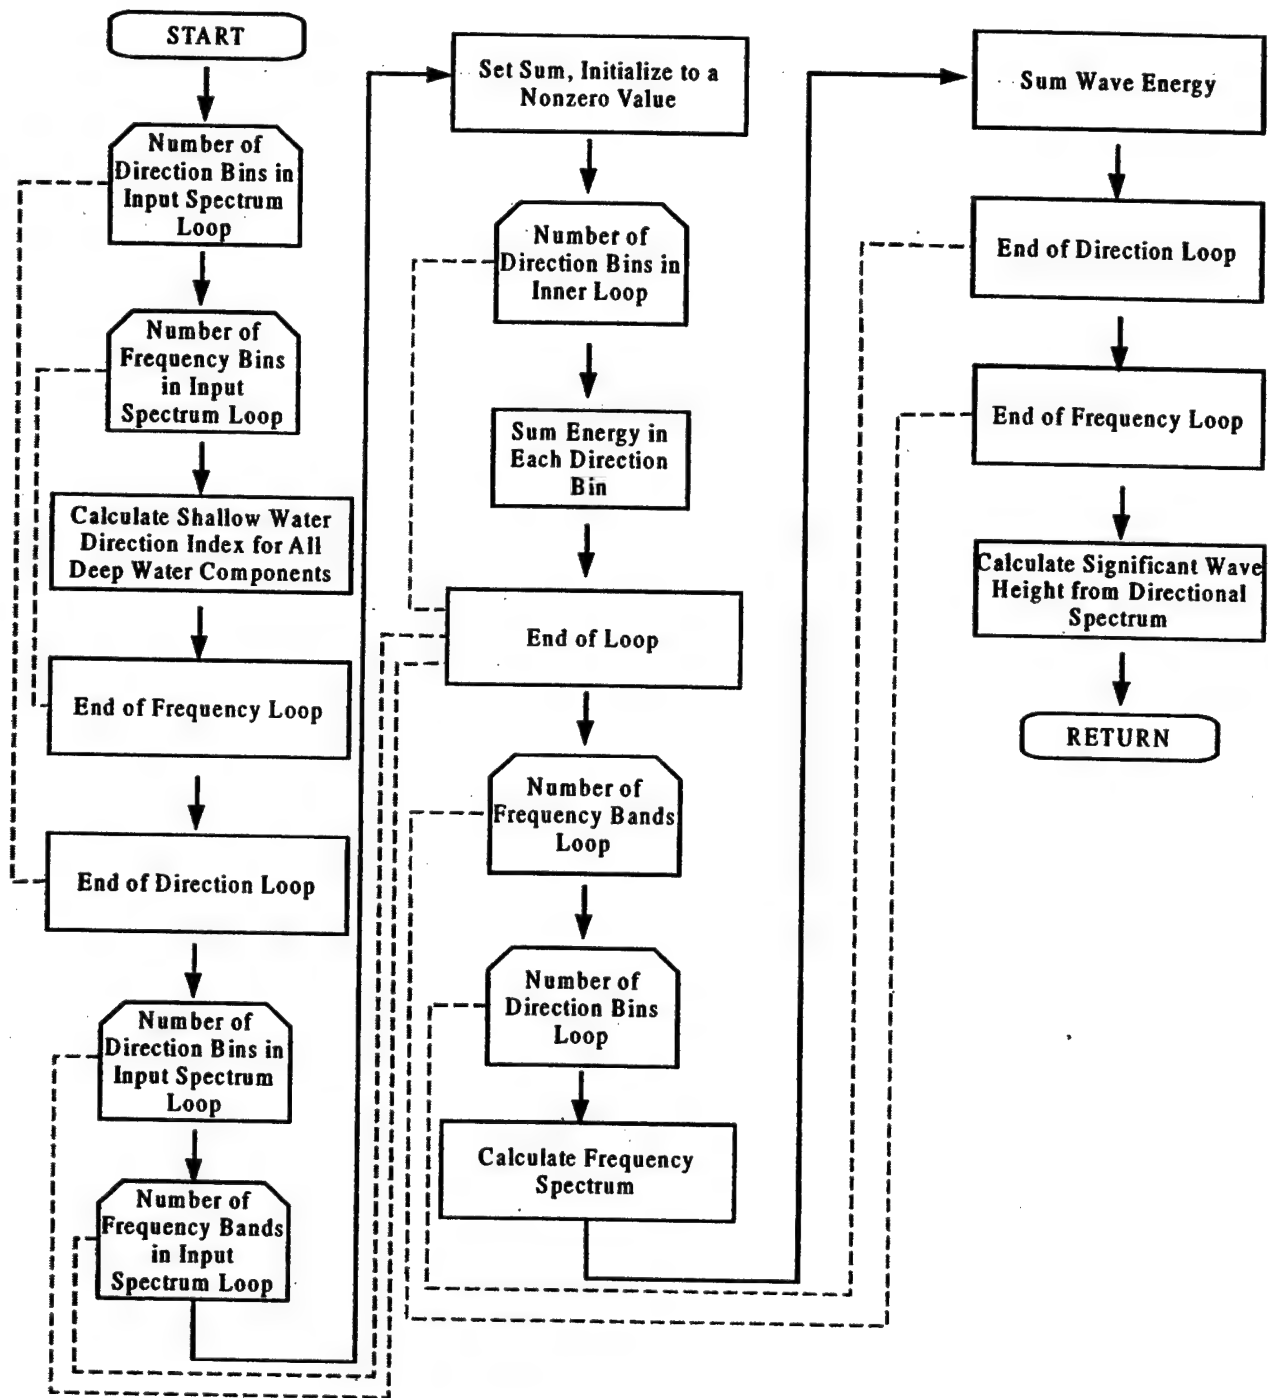 START
Number of
Direction Bins in
Input Spectrum
Loop
Number of
Frequency Bins
in Input
Spectrum Loop
Calculate Shallow Water
Direction Index for All
Deep Water Components
End of Frequency Loop
End of Direction Loop
Number of
Direction Bins in
Input Spectrum
Loop
Number of
Frequency Bands
in Input
Spectrum Loop
Set Sum, Initialize to a
Nonzero Value
Number of
Direction Bins in
Inner Loop
Sum Energy in
Each Direction
Bin
End of Loop
Number of
Frequency Bands
Loop
Number of
Direction Bins
Loop
Calculate Frequency
Spectrum
Sum Wave Energy
End of Direction Loop
End of Frequency Loop
Calculate Significant Wave
Height from Directional
Spectrum
RETURN